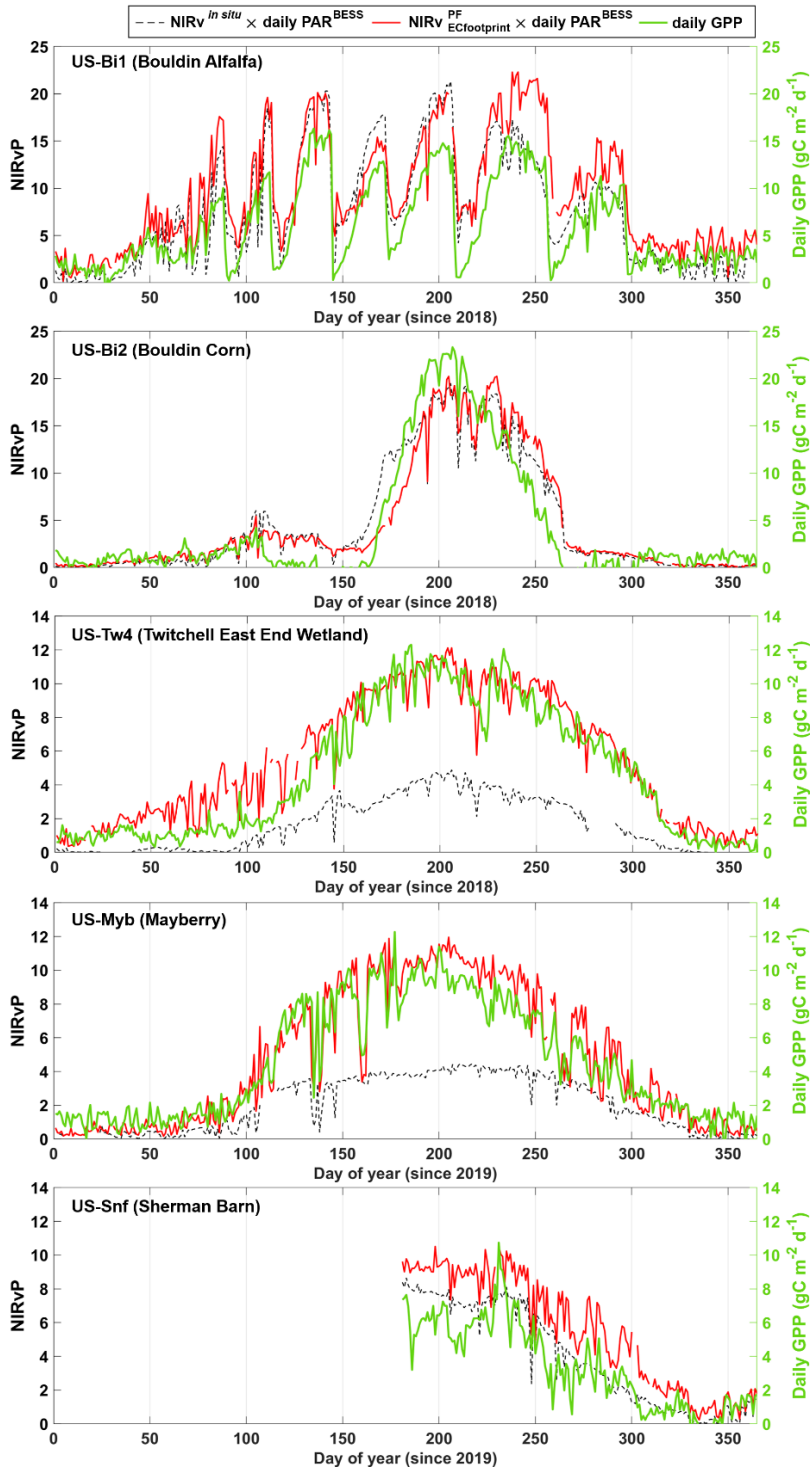 NIRv in situ × daily PAR BESS NIRv PF ECfootprint × daily PAR BESS daily GPP
US-Bi1 (Bouldin Alfalfa)
25
20
15
10
5
0
NIRvP
25
20
15
10
5
0
Daily GPP (gC m-2 d-1)
0 50 100 150 200 250 300 350
Day of year (since 2018)
US-Bi2 (Bouldin Corn)
25
20
15
10
5
0
NIRvP
25
20
15
10
5
0
Daily GPP (gC m-2 d-1)
0 50 100 150 200 250 300 350
Day of year (since 2018)
US-Tw4 (Twitchell East End Wetland)
14
12
10
8
6
4
2
0
NIRvP
14
12
10
8
6
4
2
0
Daily GPP (gC m-2 d-1)
0 50 100 150 200 250 300 350
Day of year (since 2018)
US-Myb (Mayberry)
14
12
10
8
6
4
2
0
NIRvP
14
12
10
8
6
4
2
0
Daily GPP (gC m-2 d-1)
0 50 100 150 200 250 300 350
Day of year (since 2019)
US-Snf (Sherman Barn)
14
12
10
8
6
4
2
0
NIRvP
14
12
10
8
6
4
2
0
Daily GPP (gC m-2 d-1)
0 50 100 150 200 250 300 350
Day of year (since 2019)